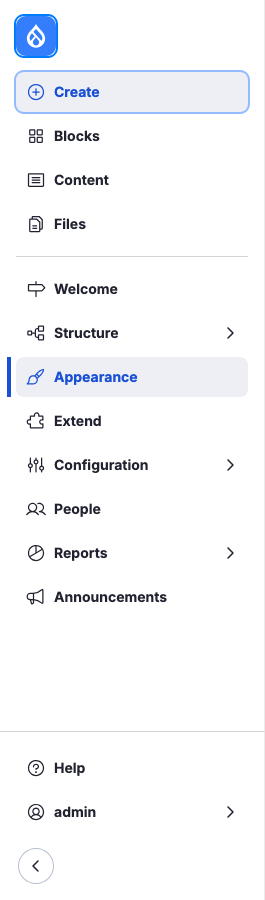 Create
Blocks
Content
Files
Welcome
Structure
Appearance
Extend
Configuration
People
Reports
Announcements
Help
admin